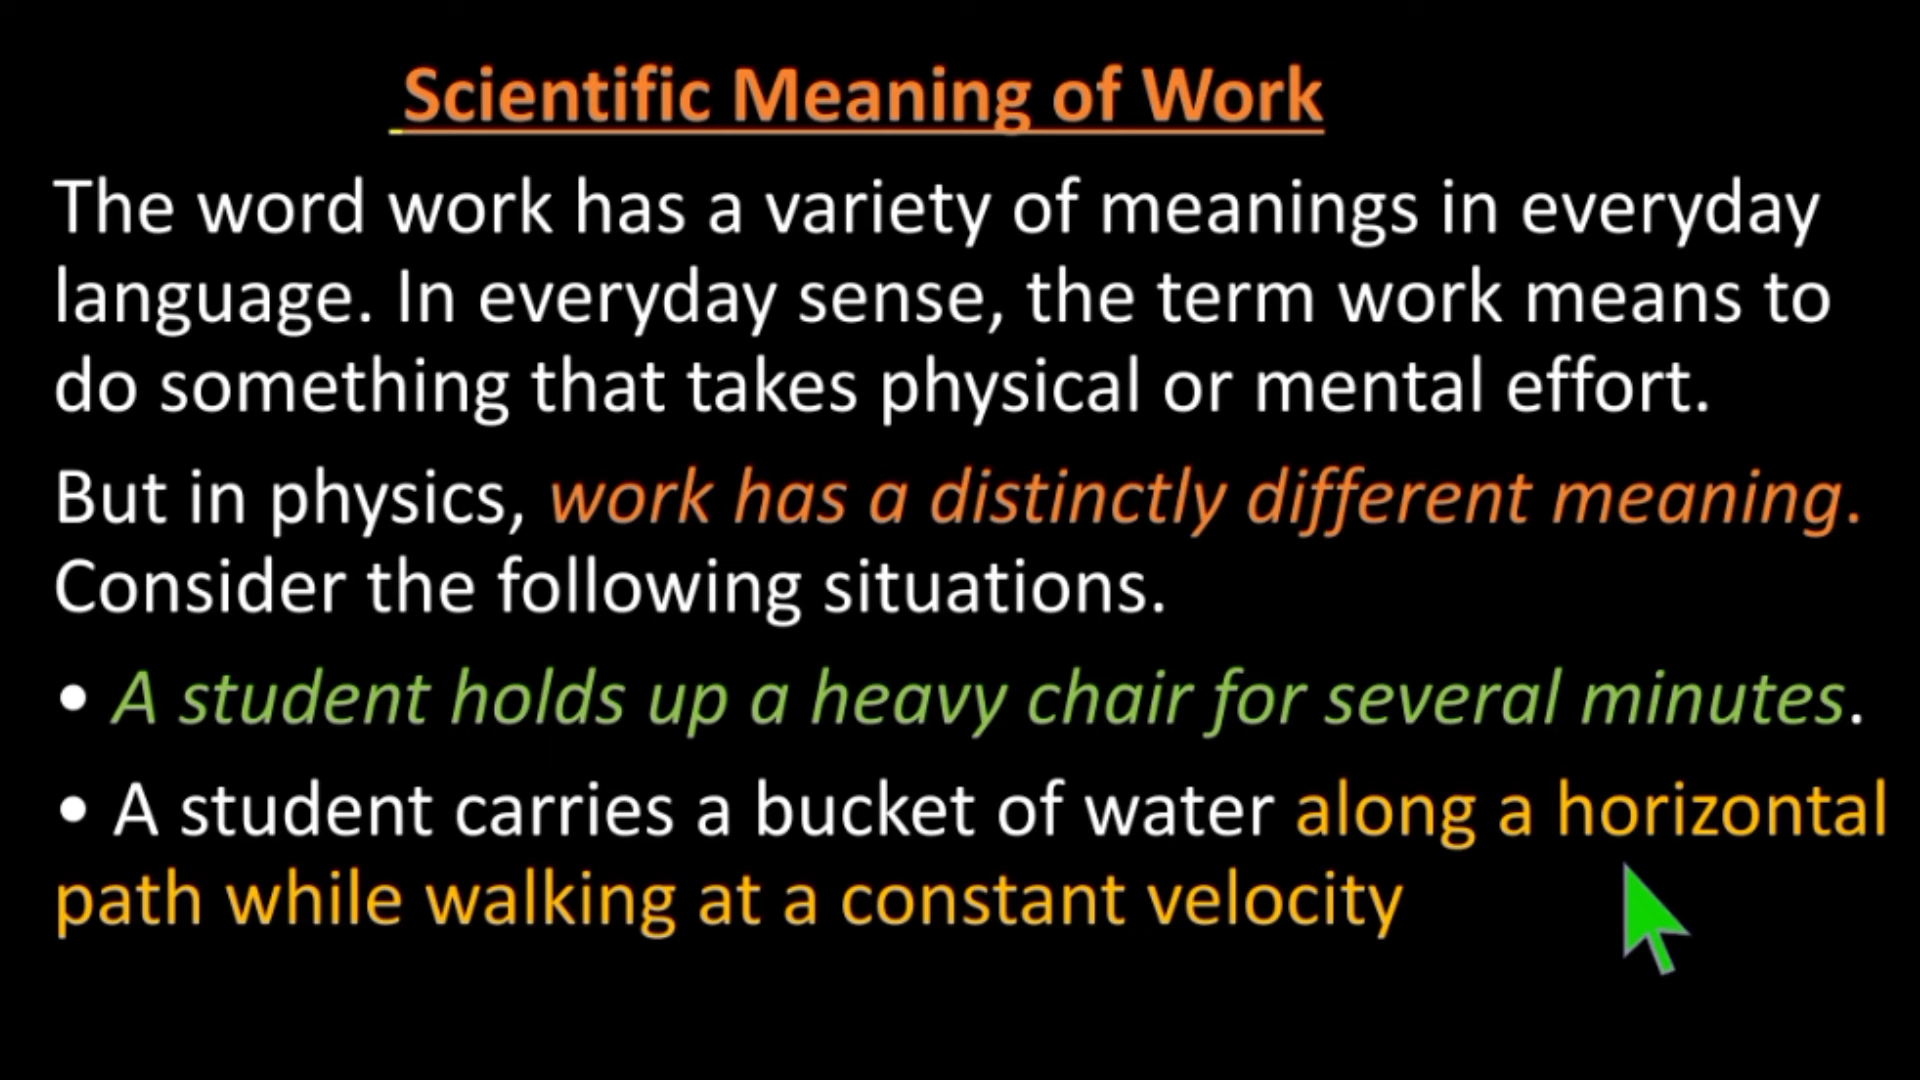 Scientific Meaning of Work
The word work has a variety of meanings in everyday
language. In everyday sense, the term work means to
do something that takes physical or mental effort.
But in physics, work has a distinctly different meaning.
Consider the following situations.
• A student holds up a heavy chair for several minutes.
• A student carries a bucket of water along a horizontal
path while walking at a constant velocity